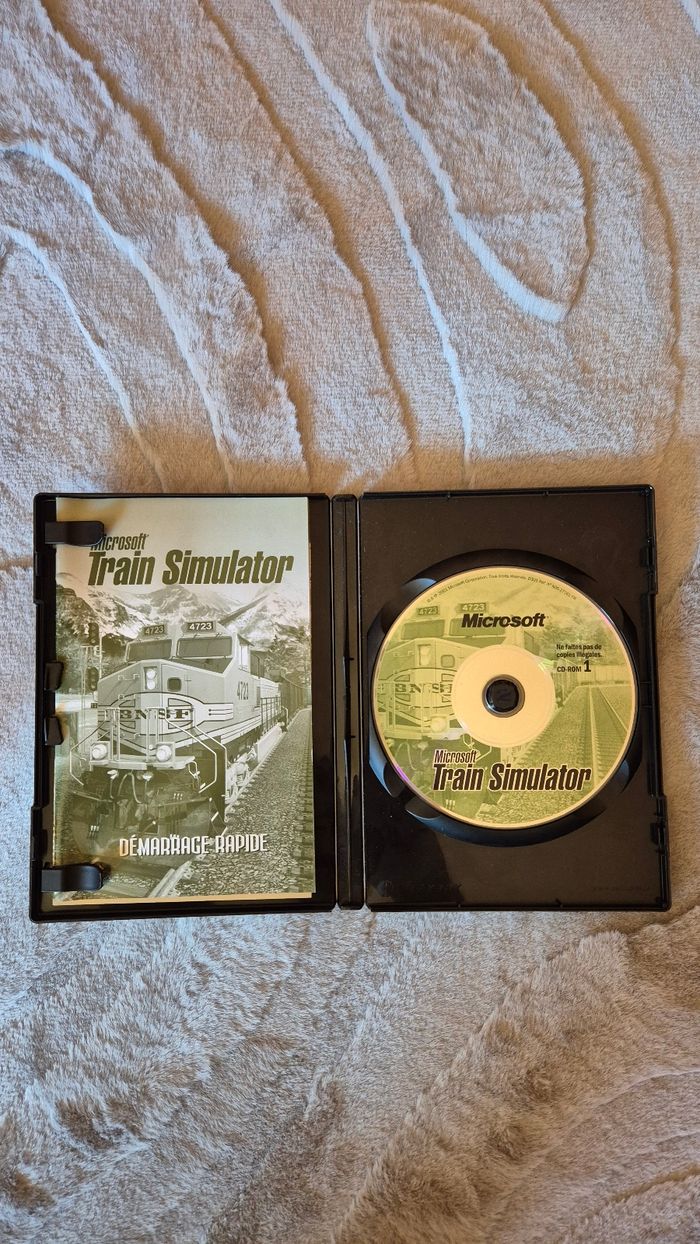 Microsoft
Train Simulator
4723
4723
4723
BNSF
DÉMARRAGE RAPIDE
4723
4723
Microsoft
Ne faites pas de
copies illégales.
CD-ROM 1
BNSF
Microsoft
Train Simulator